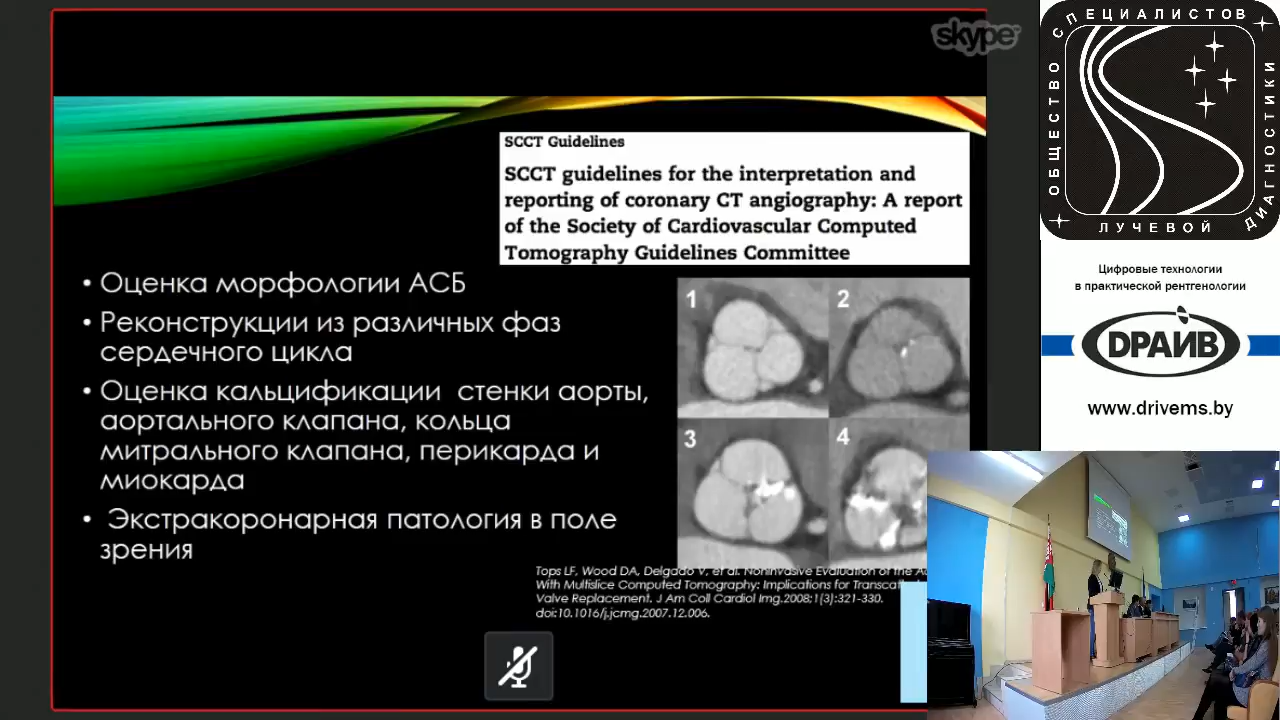 skype
SCCT Guidelines
SCCT guidelines for the interpretation and
reporting of coronary CT angiography: A report
of the Society of Cardiovascular Computed
Tomography Guidelines Committee
• Оценка морфологии АСБ
• Реконструкции из различных фаз
сердечного цикла
• Оценка кальцификации стенки аорты,
аортального клапана, кольца
митрального клапана, перикарда и
миокарда
• Экстракоронарная патология в поле
зрения
1
2
3
4
Tops LF, Wood DA, Delgado V, et al. Noninvasive Evaluation of the
With Multislice Computed Tomography: Implications for
Valve Replacement. J Am Coll Cardiol Img.2008;1(3):321-330.
doi:10.1016/j.jcmg.2007.12.006.
ОБЩЕСТВО СПЕЦИАЛИСТОВ
ЛУЧЕВОЙ ДИАГНОСТИКИ
Цифровые технологии
в практической рентгенологии
ДРАЙВ
www.drivems.by